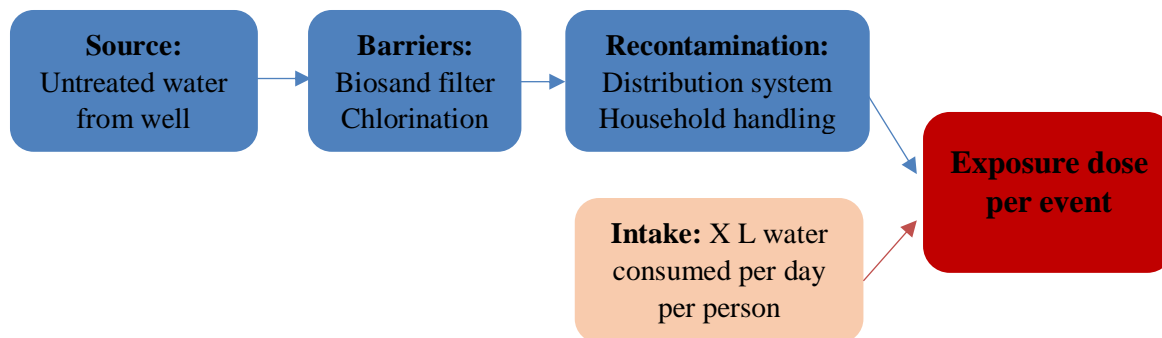 Source:
Untreated water
from well
Barriers:
Biosand filter
Chlorination
Recontamination:
Distribution system
Household handling
Exposure dose
per event
Intake: X L water
consumed per day
per person